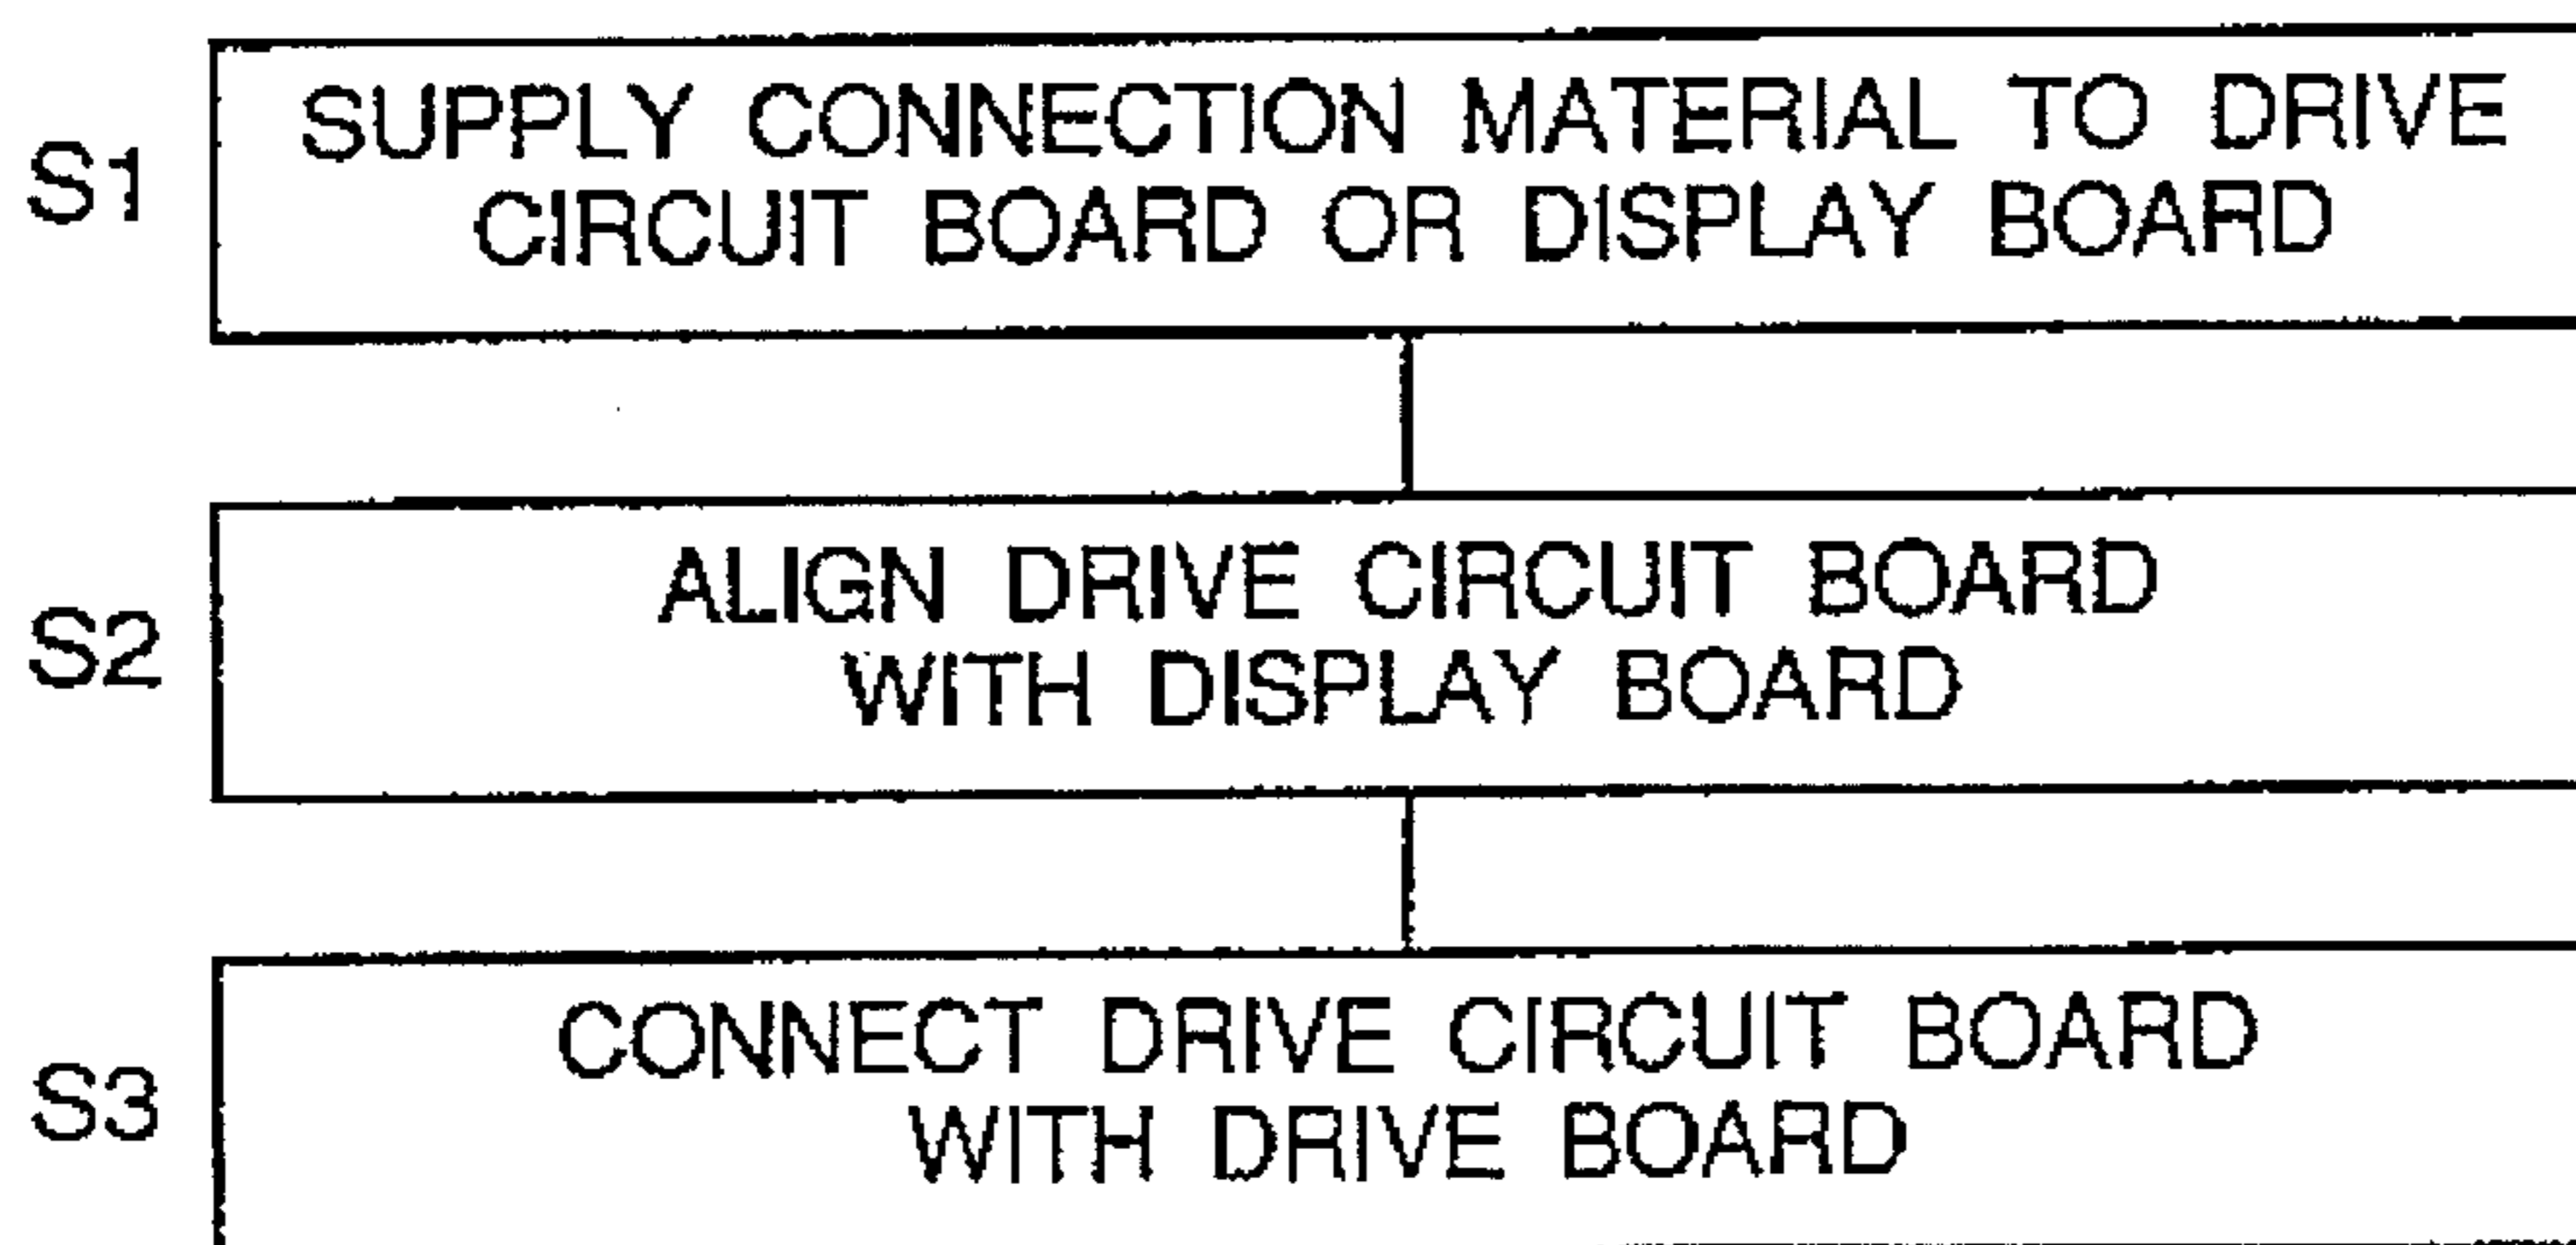 S1
SUPPLY CONNECTION MATERIAL TO DRIVE
CIRCUIT BOARD OR DISPLAY BOARD
S2
ALIGN DRIVE CIRCUIT BOARD
WITH DISPLAY BOARD
S3
CONNECT DRIVE CIRCUIT BOARD
WITH DRIVE BOARD